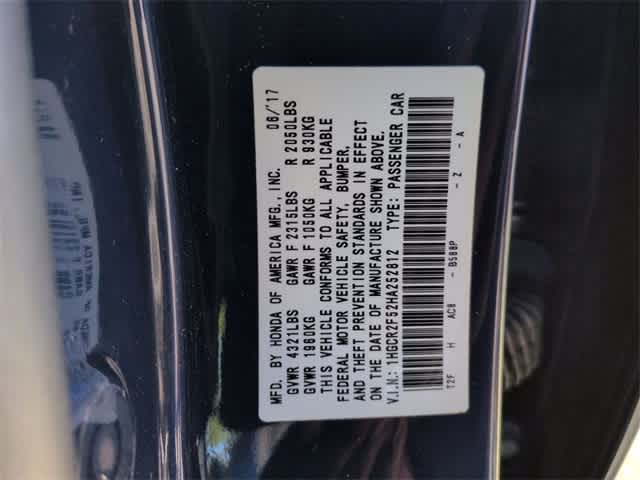 MFD. BY HONDA OF AMERICA MFG., INC. 06/17
GVWR 4321LBS GAWR F 2315LBS R 2050LBS
GVWR 1960KG GAWR F 1050KG R 930KG
THIS VEHICLE CONFORMS TO ALL APPLICABLE
FEDERAL MOTOR VEHICLE SAFETY, BUMPER,
AND THEFT PREVENTION STANDARDS IN EFFECT
ON THE DATE OF MANUFACTURE SHOWN ABOVE.
V.I.N.: 1HGCR2F52HA252812 TYPE: PASSENGER CAR
T2F H AC8 - B588P - Z - A